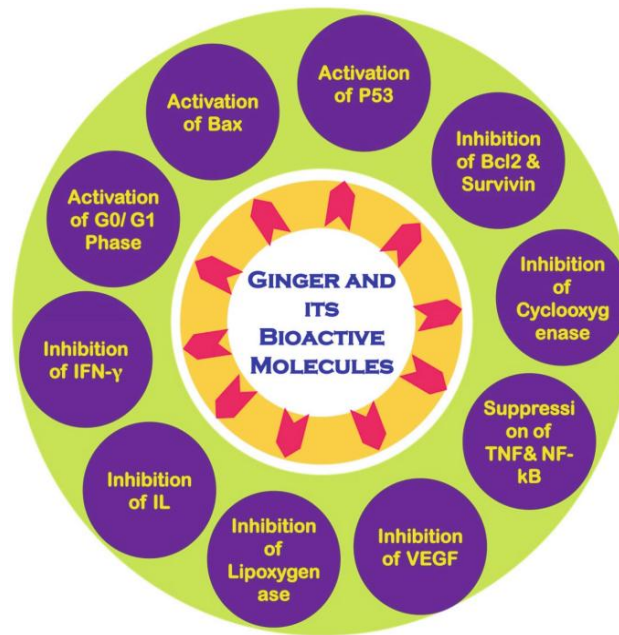 Activation
of P53
Inhibition
of Bcl2 &
Survivin
Inhibition
of
Cyclooxyg
enase
Suppressi
on of
TNF& NF-
kB
Inhibition
of VEGF
Inhibition
of
Lipoxygen
ase
Inhibition
of IL
Inhibition
of IFN-γ
Activation
of G0/ G1
Phase
Activation
of Bax
GINGER AND
ITS
BIOACTIVE
MOLECULES